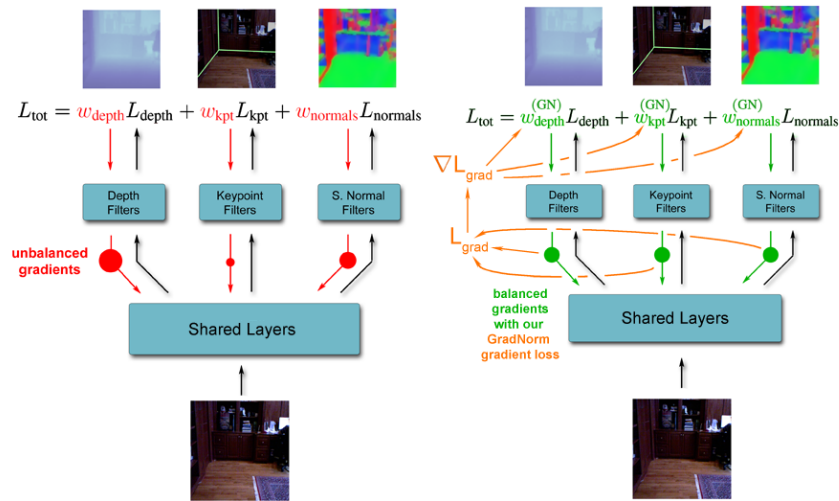 L_tot = w_depth L_depth + w_kpt L_kpt + w_normals L_normals
Depth
Filters
Keypoint
Filters
S. Normal
Filters
unbalanced
gradients
Shared Layers
L_tot = w_depth^(GN) L_depth + w_kpt^(GN) L_kpt + w_normals^(GN) L_normals
∇L_grad
Depth
Filters
Keypoint
Filters
S. Normal
Filters
L_grad
balanced
gradients
with our
GradNorm
gradient loss
Shared Layers